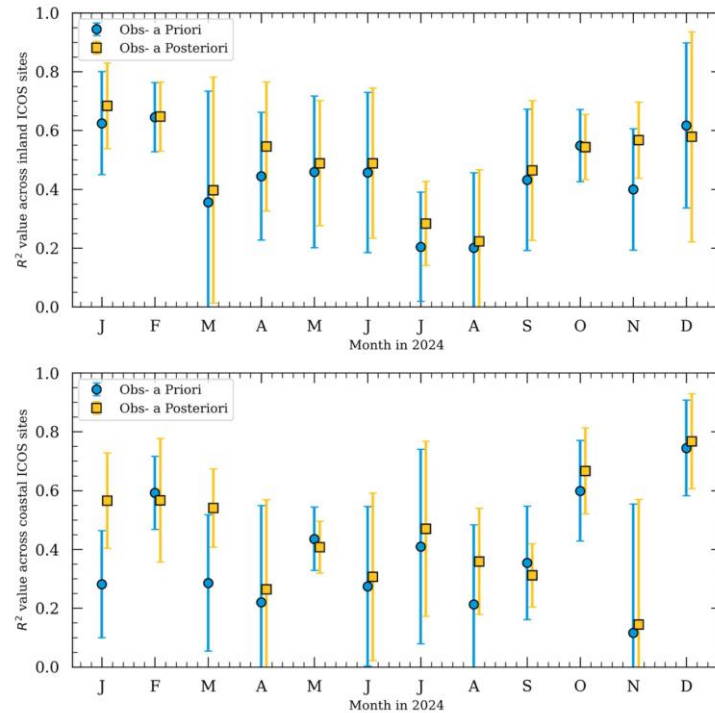 1.0
0.8
0.6
0.4
0.2
0.0
R² value across inland ICOS sites
Obs- a Priori
Obs- a Posteriori
J F M A M J J A S O N D
Month in 2024
1.0
0.8
0.6
0.4
0.2
0.0
R² value across coastal ICOS sites
Obs- a Priori
Obs- a Posteriori
J F M A M J J A S O N D
Month in 2024